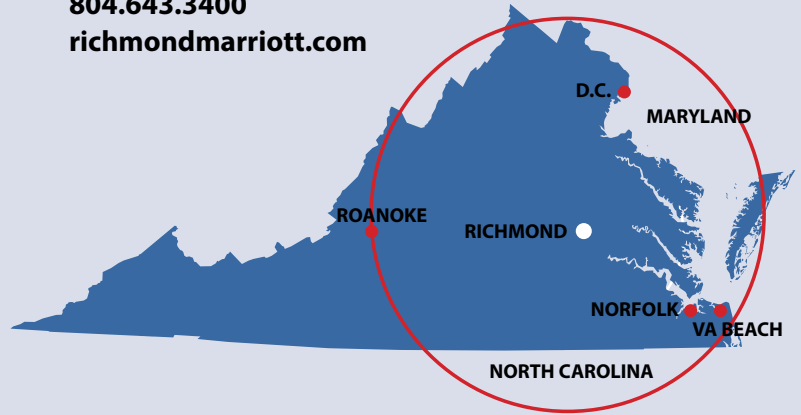 804.643.3400
richmondmarriott.com
D.C.
MARYLAND
ROANOKE
RICHMOND
NORFOLK
VA BEACH
NORTH CAROLINA